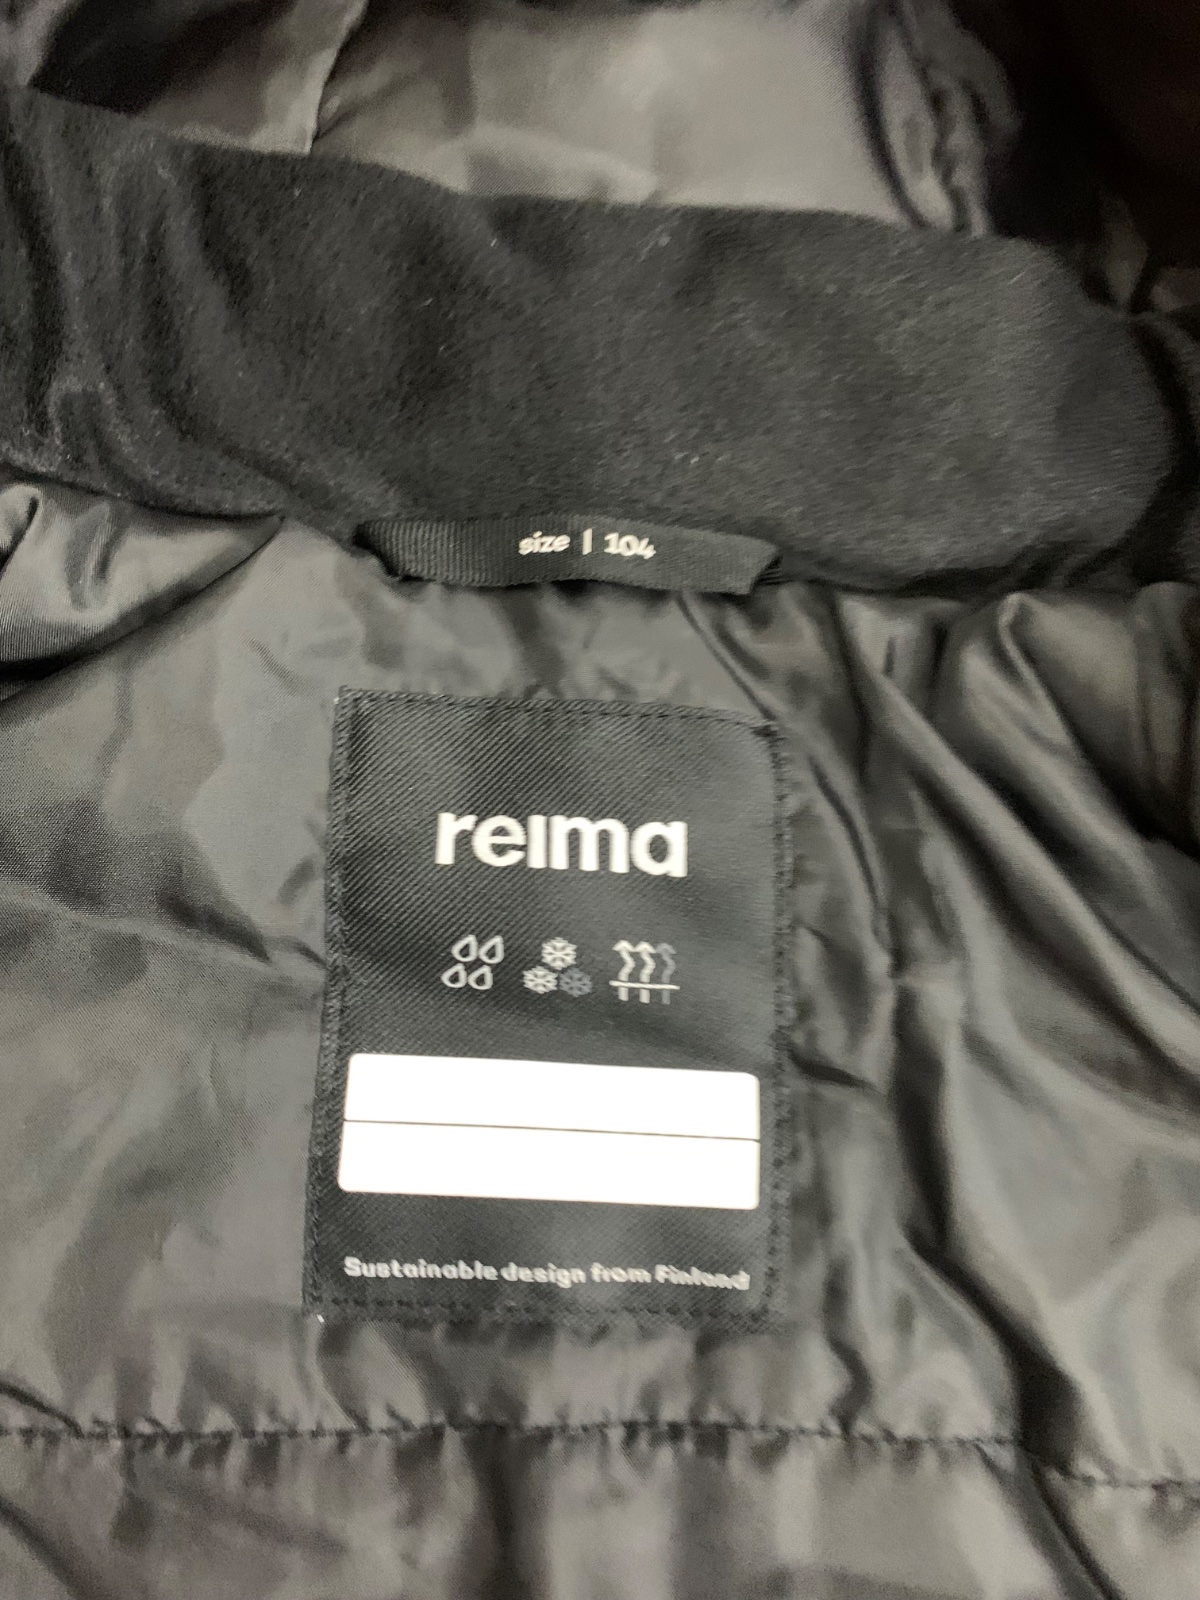 size | 104
reima
Sustainable design from Finland